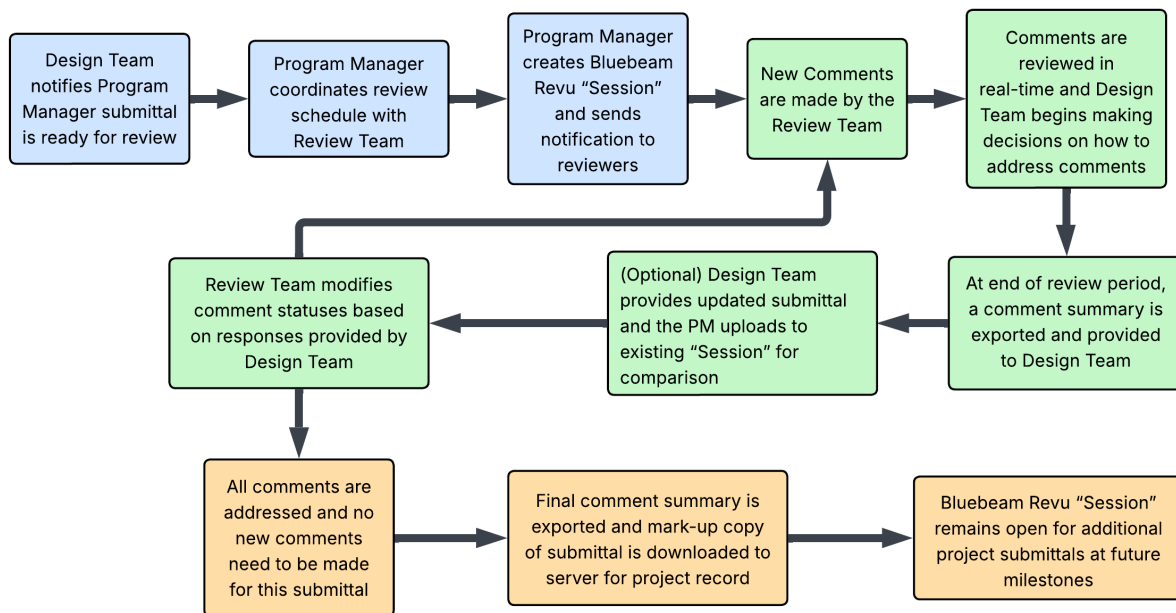 Design Team
notifies Program
Manager submittal
is ready for review
Program Manager
coordinates review
schedule with
Review Team
Program Manager
creates Bluebeam
Revu “Session”
and sends
notification to
reviewers
New Comments
are made by the
Review Team
Comments are
reviewed in
real-time and Design
Team begins making
decisions on how to
address comments
At end of review period,
a comment summary is
exported and provided
to Design Team
(Optional) Design Team
provides updated submittal
and the PM uploads to
existing “Session” for
comparison
Review Team modifies
comment statuses based
on responses provided by
Design Team
All comments are
addressed and no
new comments
need to be made
for this submittal
Final comment summary is
exported and mark-up copy
of submittal is downloaded to
server for project record
Bluebeam Revu “Session”
remains open for additional
project submittals at future
milestones